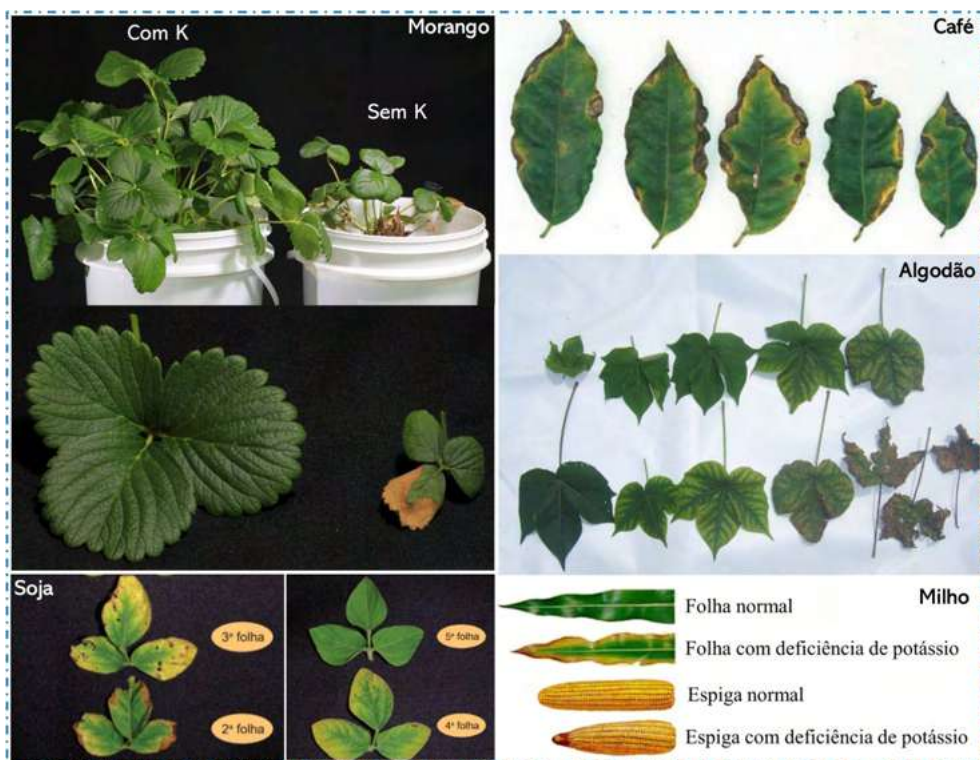 Morango
Com K
Sem K
Café
Algodão
Soja
3ª folha
2ª folha
5ª folha
4ª folha
Milho
Folha normal
Folha com deficiência de potássio
Espiga normal
Espiga com deficiência de potássio